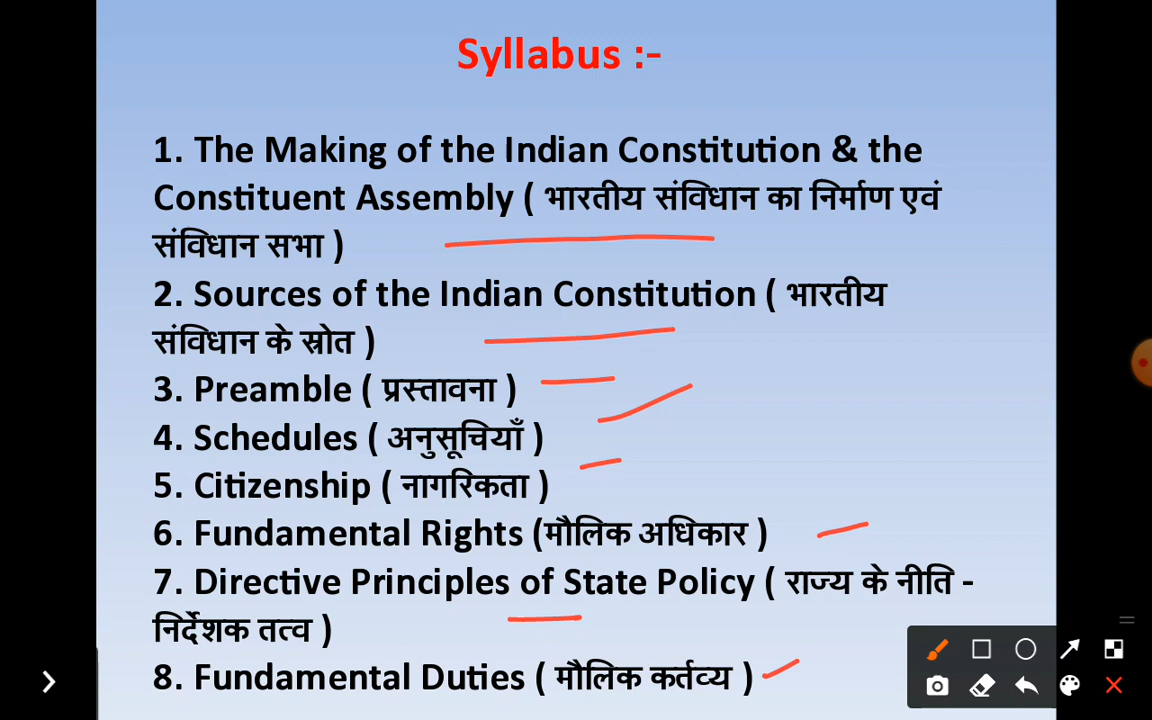 Syllabus :-
1. The Making of the Indian Constitution & the
Constituent Assembly ( भारतीय संविधान का निर्माण एवं
संविधान सभा )
2. Sources of the Indian Constitution ( भारतीय
संविधान के स्रोत )
3. Preamble ( प्रस्तावना )
4. Schedules ( अनुसूचियाँ )
5. Citizenship ( नागरिकता )
6. Fundamental Rights (मौलिक अधिकार )
7. Directive Principles of State Policy ( राज्य के नीति -
निर्देशक तत्व )
8. Fundamental Duties ( मौलिक कर्तव्य )